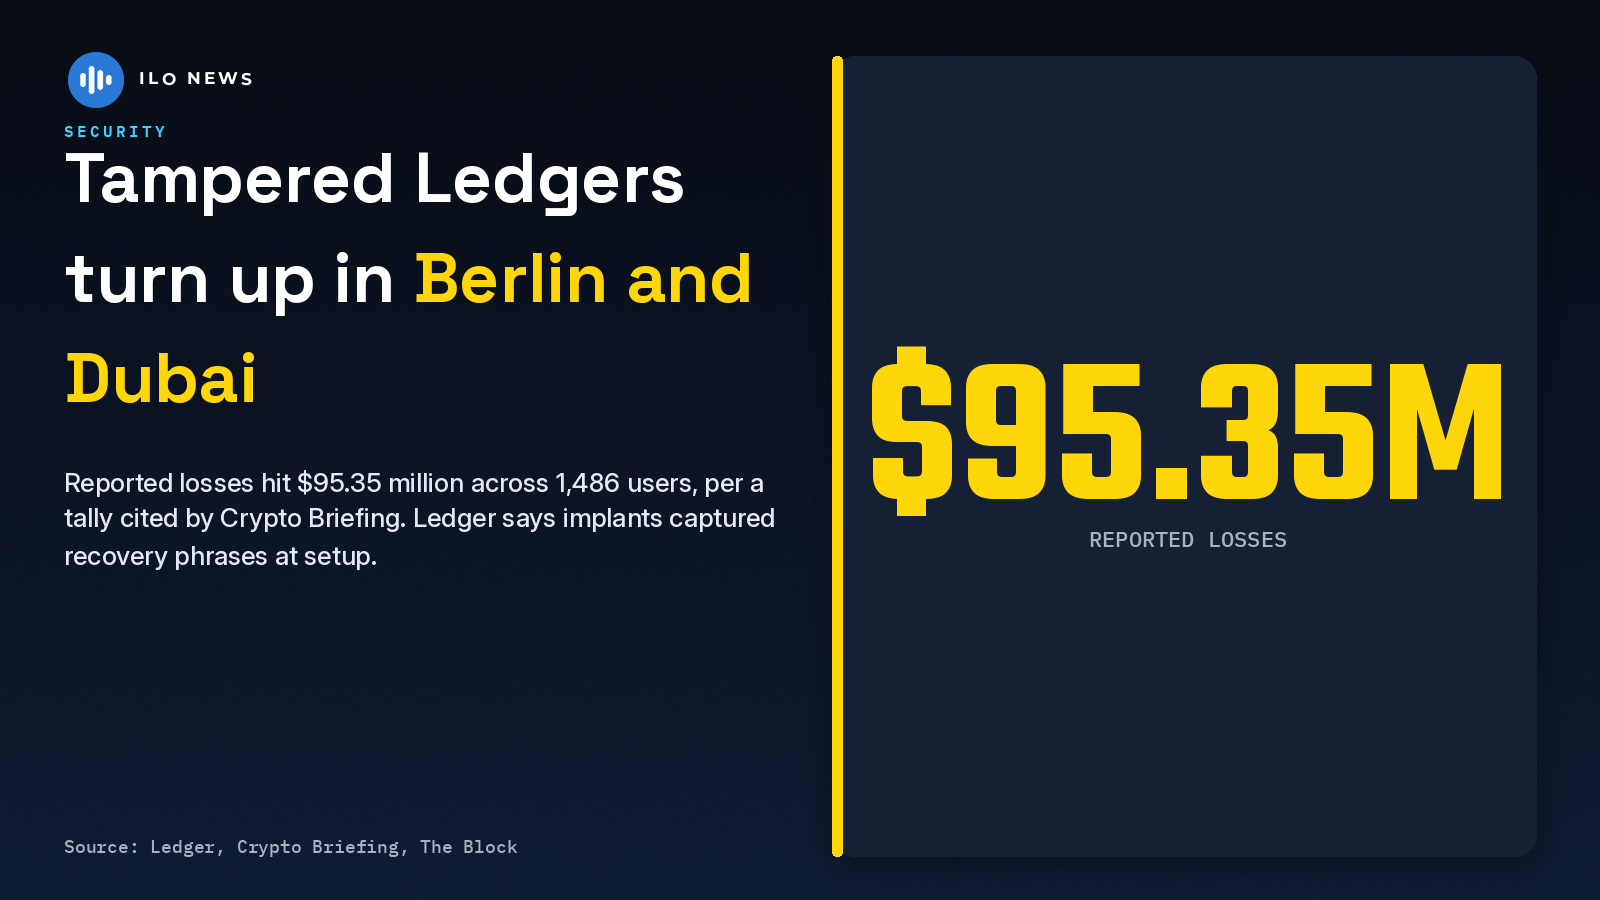 ILO NEWS
SECURITY
Tampered Ledgers
turn up in Berlin and
Dubai
Reported losses hit $95.35 million across 1,486 users, per a
tally cited by Crypto Briefing. Ledger says implants captured
recovery phrases at setup.
Source: Ledger, Crypto Briefing, The Block
$95.35M
REPORTED LOSSES